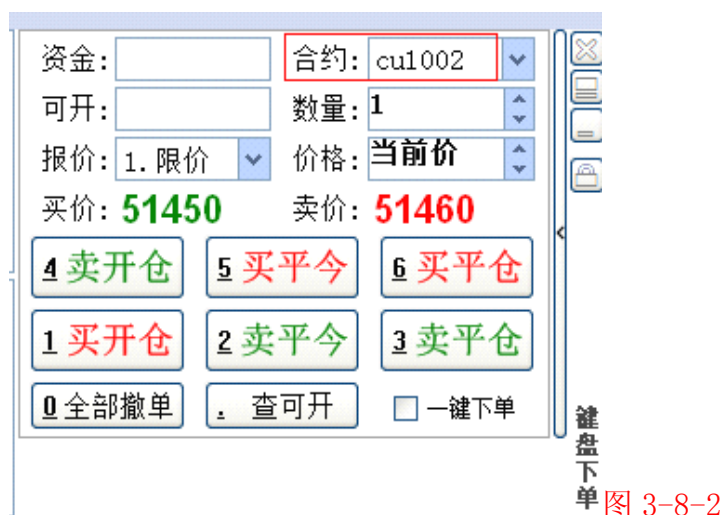 资金: 合约: cu1002
可开: 数量: 1
报价: 1.限价 价格: 当前价
买价: 51450 卖价: 51460
4 卖开仓 5 买平今 6 买平仓
1 买开仓 2 卖平今 3 卖平仓
0 全部撤单 . 查可开 一键下单
键盘下单
图 3-8-2